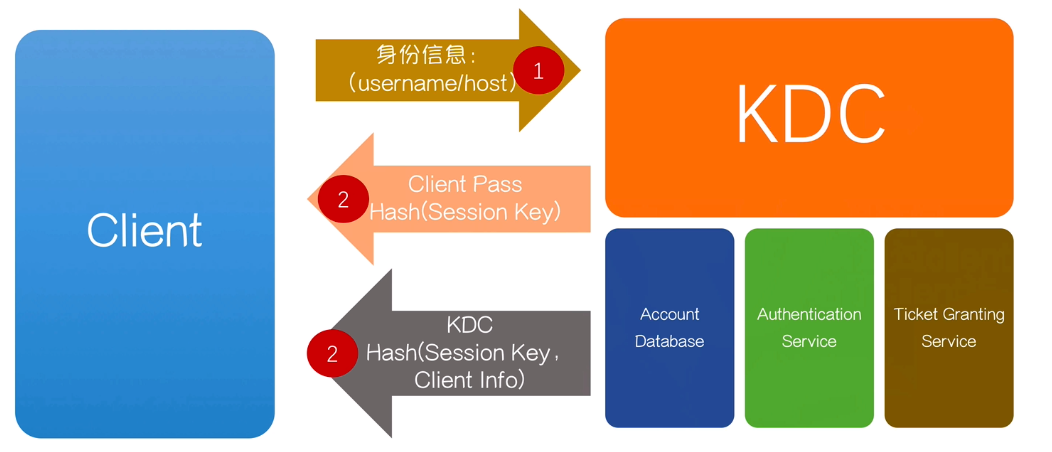 Client
身份信息：
（username/host）
1
2
Client Pass
Hash(Session Key)
2
KDC
Hash(Session Key，
Client Info)
KDC
Account
Database
Authentication
Service
Ticket Granting
Service